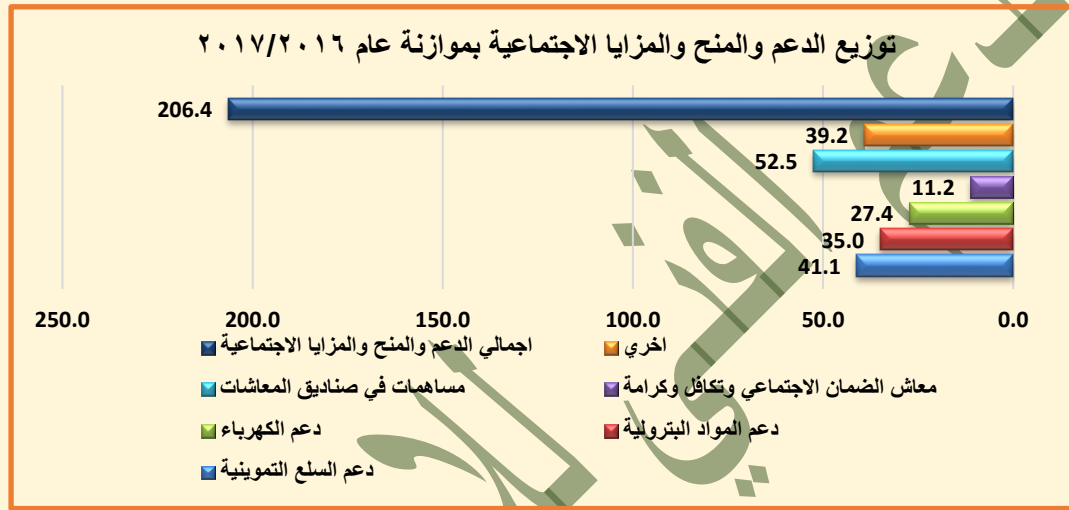 توزيع الدعم والمنح والمزايا الاجتماعية بموازنة عام ٢٠١٧/٢٠١٦
206.4
39.2
52.5
11.2
27.4
35.0
41.1
250.0 200.0 150.0 100.0 50.0 0.0
اخري
اجمالي الدعم والمنح والمزايا الاجتماعية
معاش الضمان الاجتماعي وتكافل وكرامة
مساهمات في صناديق المعاشات
دعم المواد البترولية
دعم الكهرباء
دعم السلع التموينية